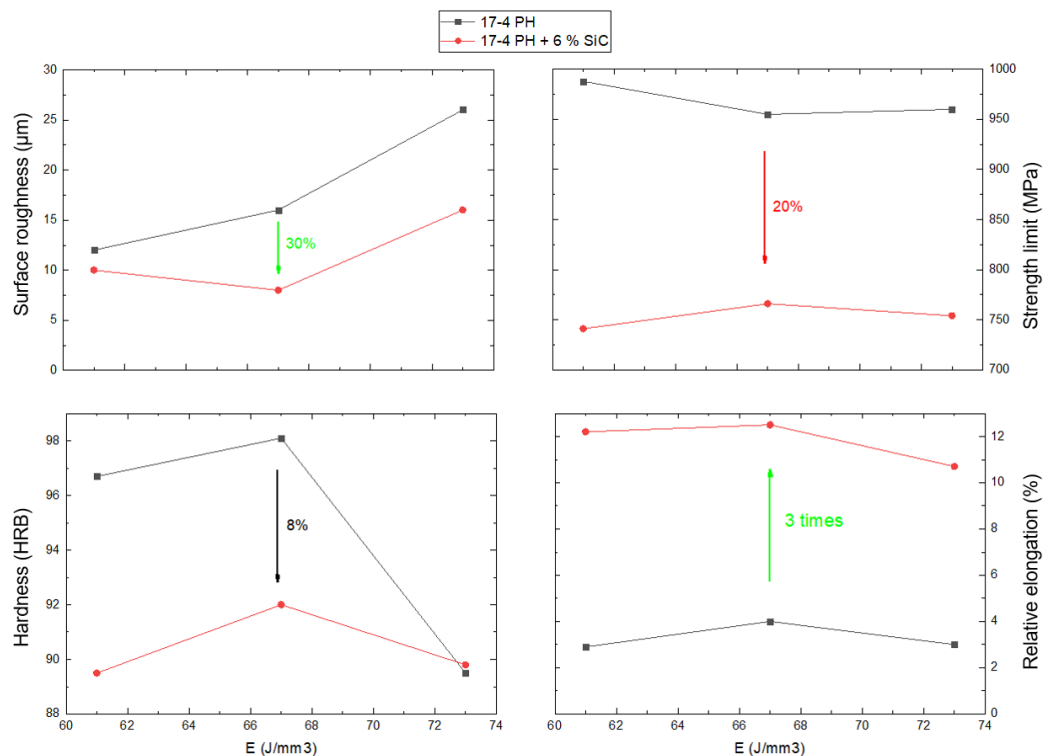 17-4 PH
17-4 PH + 6 % SiC
Surface roughness (μm)
30
25
20
15
10
5
0
30%
1000
950
900
850
800
750
700
Strength limit (MPa)
20%
Hardness (HRB)
98
96
94
92
90
88
8%
60 62 64 66 68 70 72 74
E (J/mm3)
12
10
8
6
4
2
0
Relative elongation (%)
3 times
60 62 64 66 68 70 72 74
E (J/mm3)